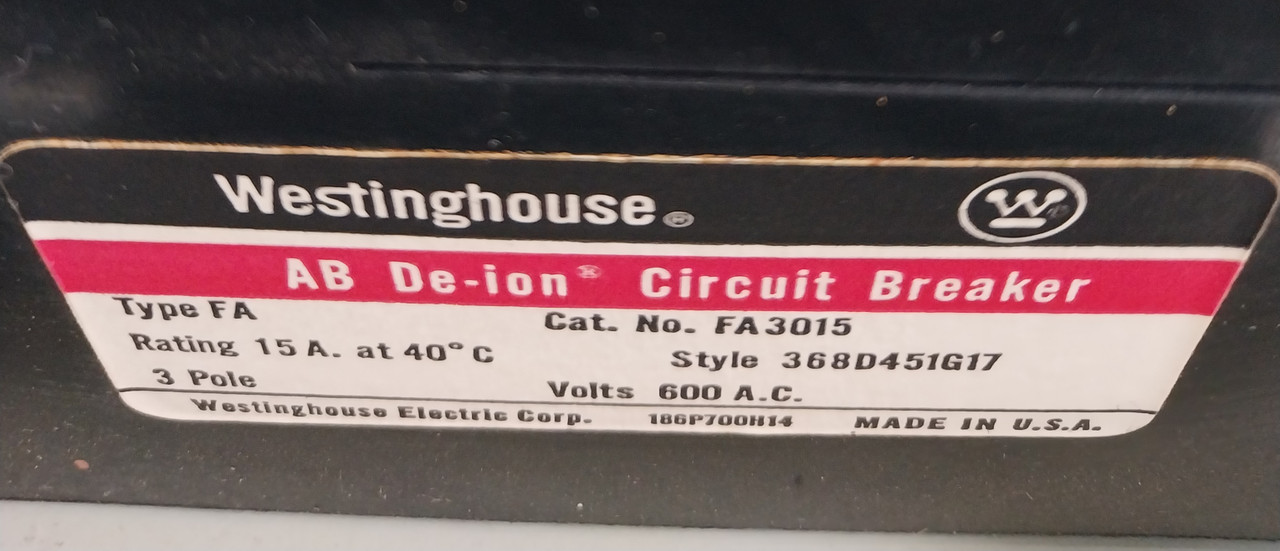 Westinghouse®
W
AB De-ion® Circuit Breaker
Type FA
Cat. No. FA3015
Rating 15 A. at 40° C
Style 368D451G17
3 Pole
Volts 600 A.C.
Westinghouse Electric Corp. 186P700H14 MADE IN U.S.A.